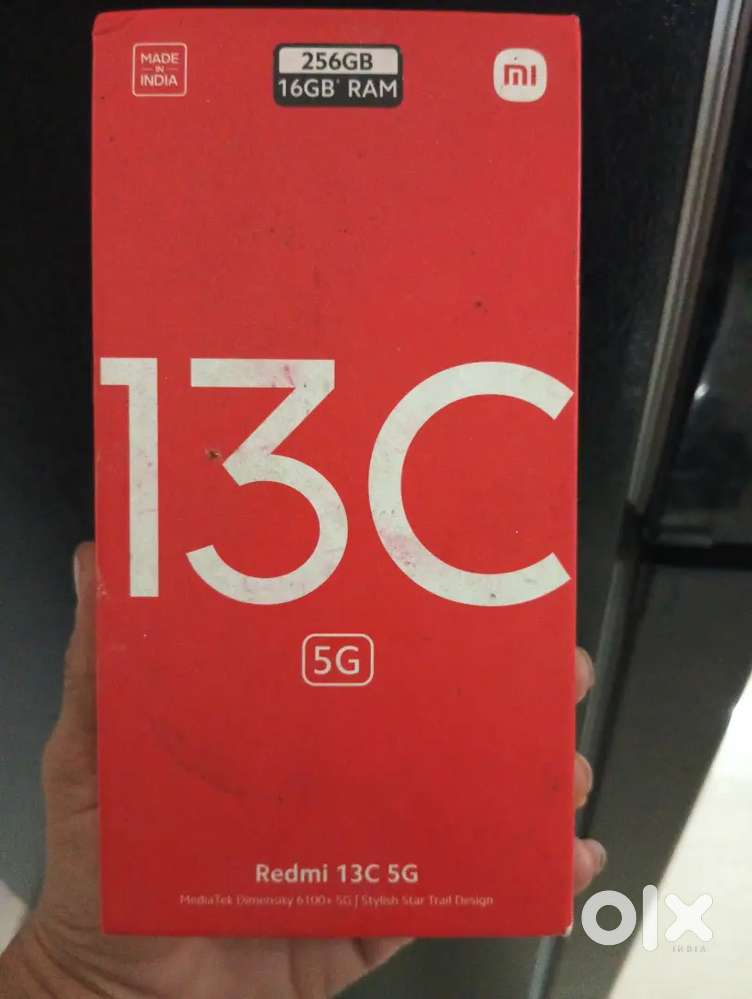 MADE
IN
INDIA
256GB
16GB* RAM
mi
13C
5G
Redmi 13C 5G
MediaTek Dimensity 6100+ 5G | Stylish Star Trail Design
olx
INDIA